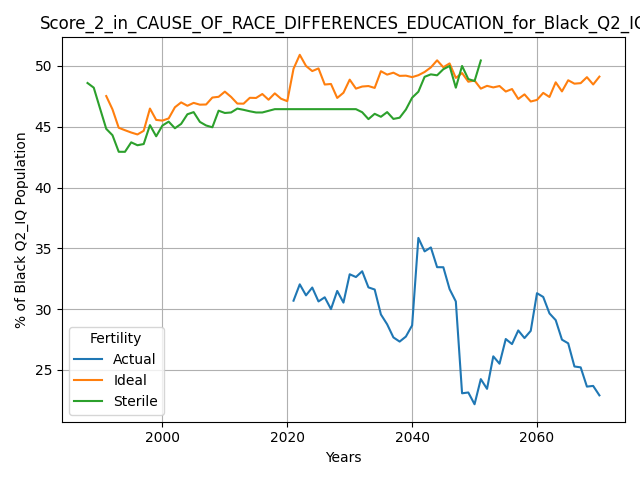 Score_2_in_CAUSE_OF_RACE_DIFFERENCES_EDUCATION_for_Black_Q2_IQ
% of Black Q2_IQ Population
50
45
40
35
30
25
Fertility
Actual
Ideal
Sterile
2000 2020 2040 2060
Years